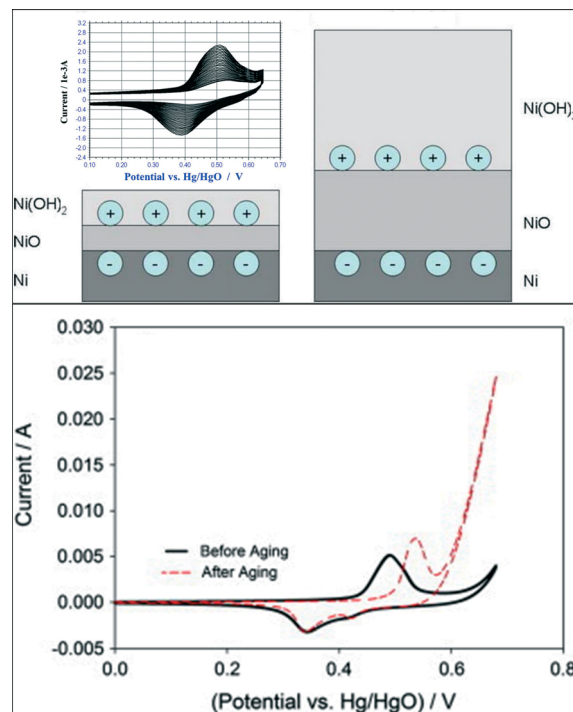 3.2
2.8
2.4
2.0
1.6
1.2
0.8
0.4
0
-0.4
-0.8
-1.2
-1.6
-2.0
-2.4
Current / 1e-3A
0.10 0.20 0.30 0.40 0.50 0.60 0.70
Potential vs. Hg/HgO / V
Ni(OH)2
NiO
Ni
+ + + +
- - - -
Ni(OH)
NiO
Ni
+ + + +
- - - -
0.030
0.025
0.020
0.015
0.010
0.005
0.000
-0.005
Current / A
Before Aging
After Aging
0.0 0.2 0.4 0.6 0.8
(Potential vs. Hg/HgO) / V